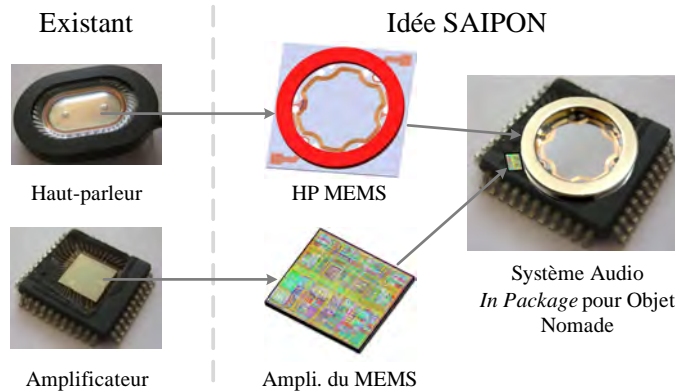 Existant
Idée SAIPON
Haut-parleur
HP MEMS
Amplificateur
Ampli. du MEMS
Système Audio
In Package pour Objet
Nomade